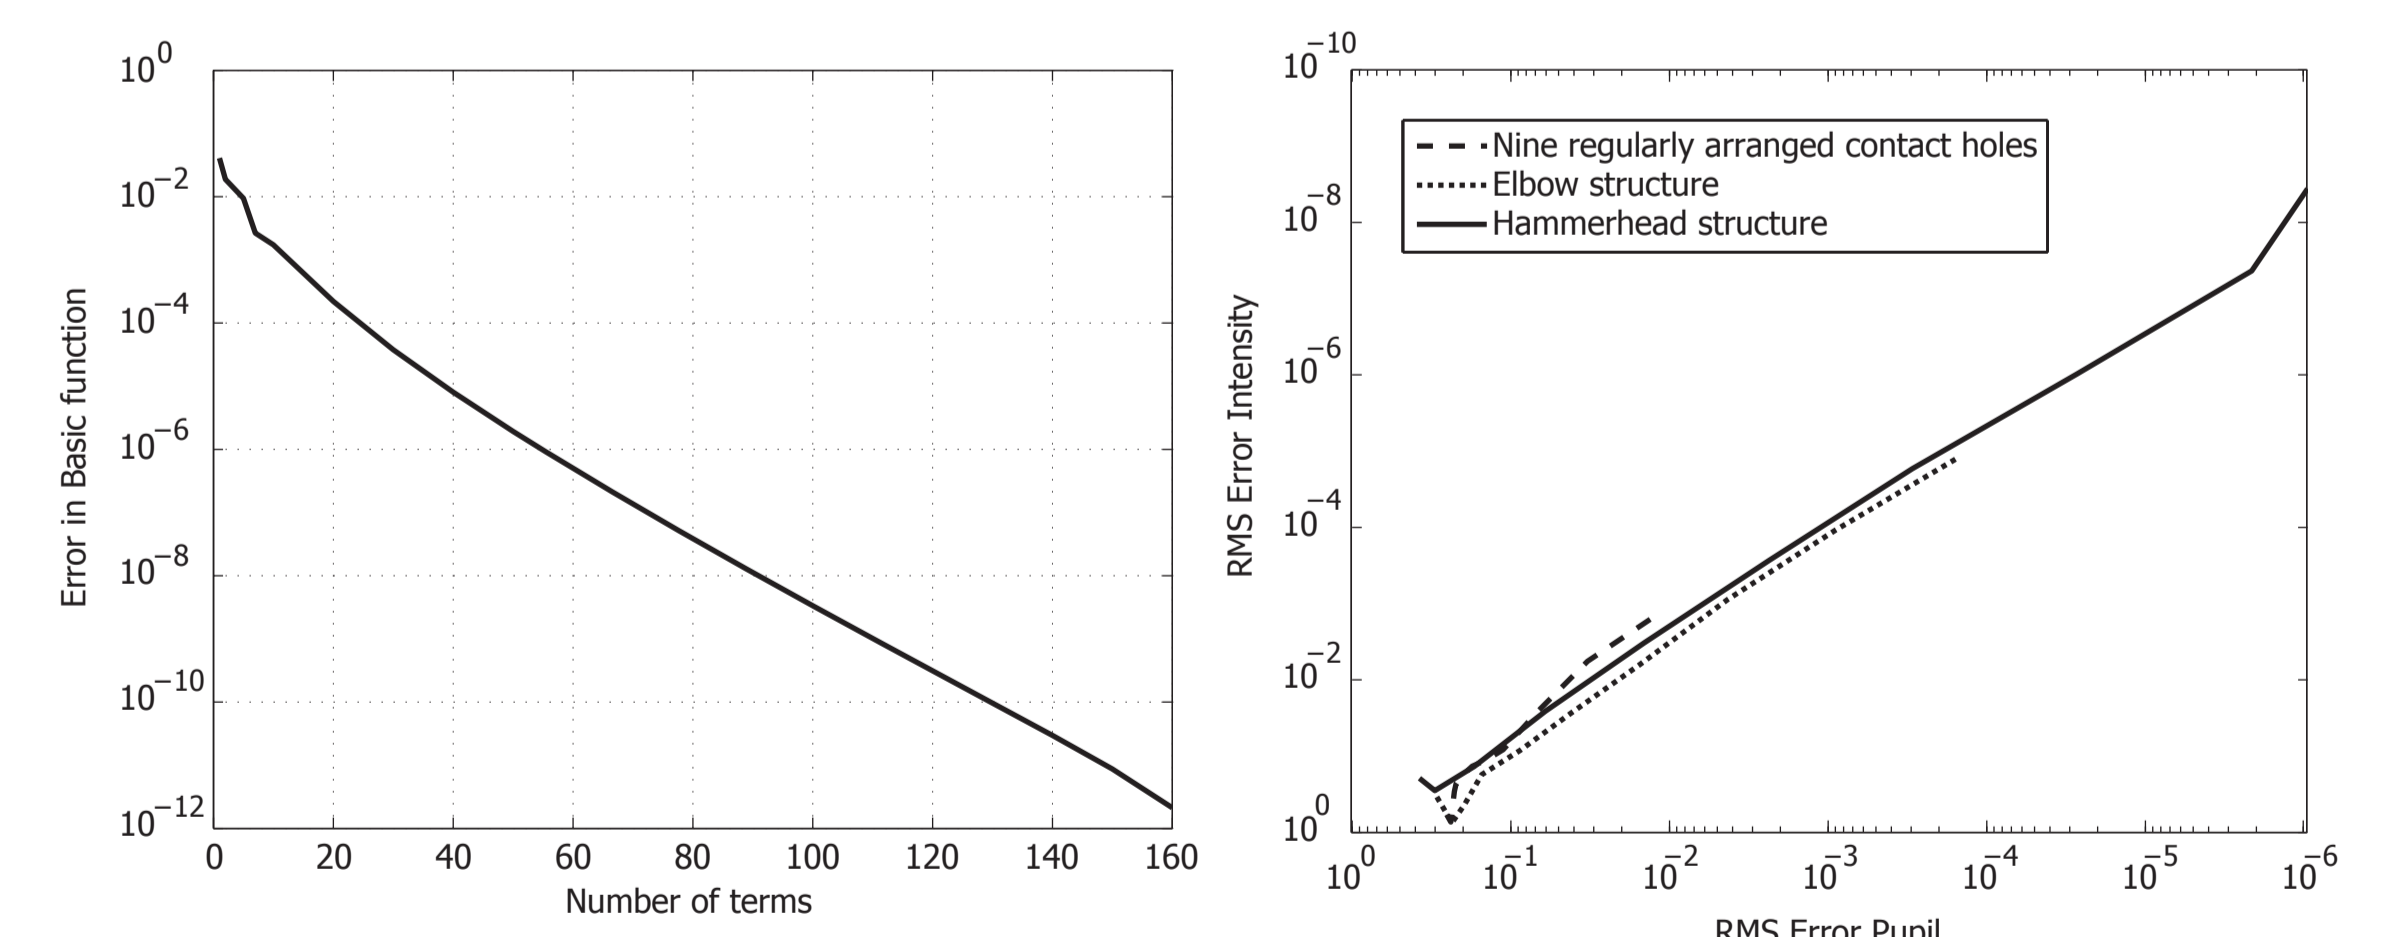 10^0
10^−2
10^−4
10^−6
10^−8
10^−10
10^−12
Error in Basic function
0 20 40 60 80 100 120 140 160
Number of terms
10^−10
10^−8
10^−6
10^−4
10^−2
10^0
RMS Error Intensity
Nine regularly arranged contact holes
Elbow structure
Hammerhead structure
10^0 10^−1 10^−2 10^−3 10^−4 10^−5 10^−6
RMS Error Pupil